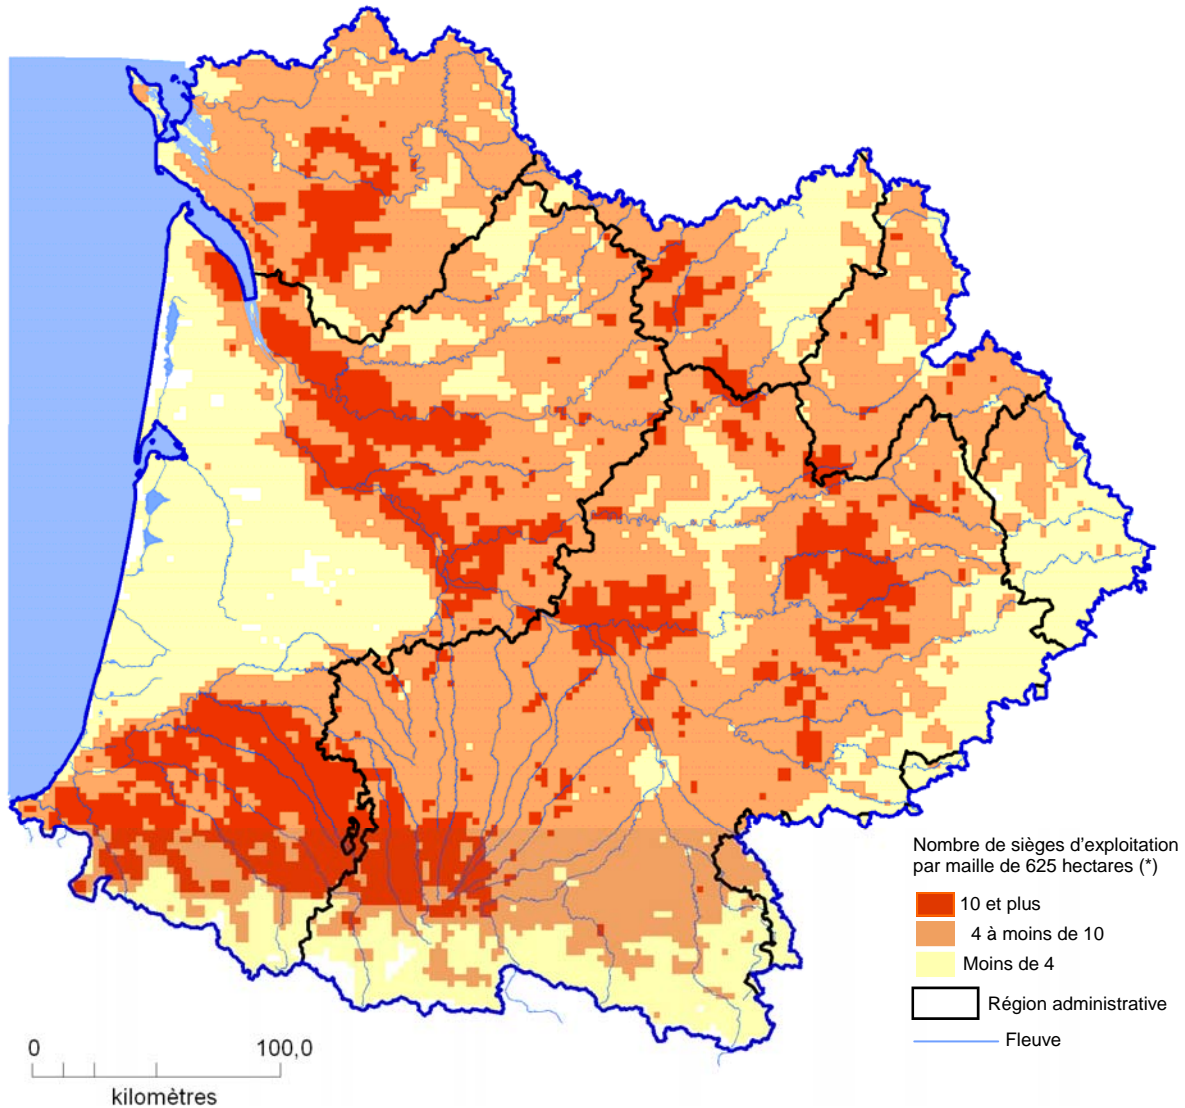 Nombre de sièges d'exploitation
par maille de 625 hectares (*)
10 et plus
4 à moins de 10
Moins de 4
Région administrative
Fleuve
0 100,0
kilomètres